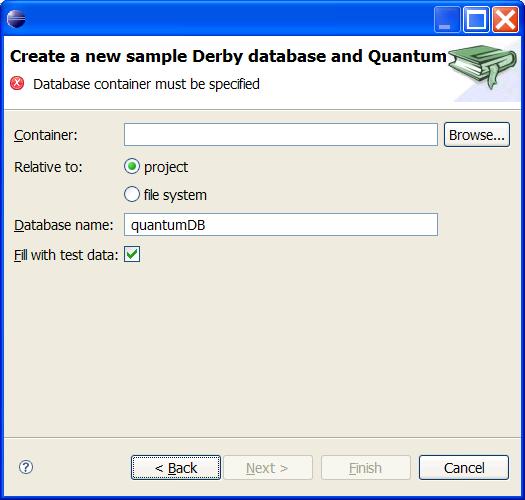 Create a new sample Derby database and Quantum
Database container must be specified
Container:
Browse...
Relative to: project
file system
Database name: quantumDB
Fill with test data:
? < Back Next > Finish Cancel